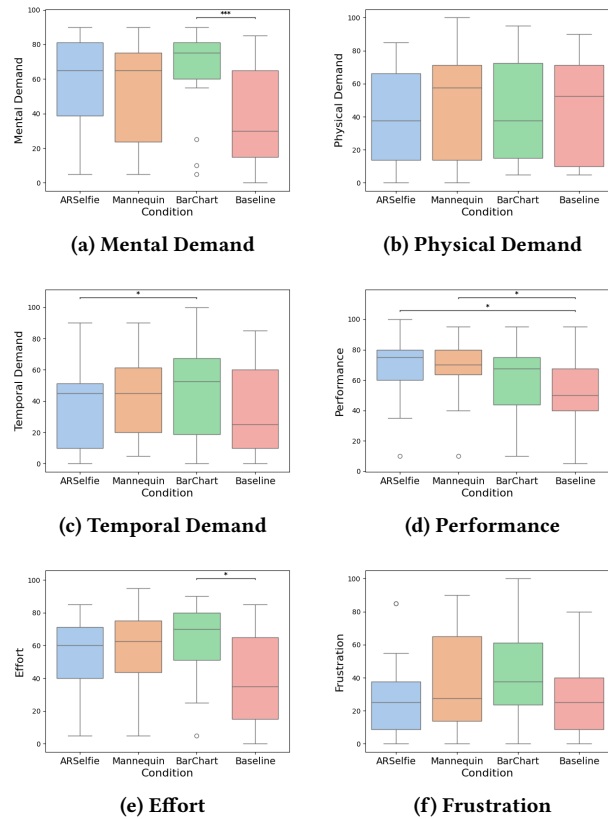 ***
Mental Demand
80
60
40
20
0
ARSelfie Mannequin BarChart Baseline
Condition
(a) Mental Demand
Physical Demand
100
80
60
40
20
0
ARSelfie Mannequin BarChart Baseline
Condition
(b) Physical Demand
*
Temporal Demand
100
80
60
40
20
0
ARSelfie Mannequin BarChart Baseline
Condition
(c) Temporal Demand
*
*
Performance
100
80
60
40
20
0
ARSelfie Mannequin BarChart Baseline
Condition
(d) Performance
*
Effort
100
80
60
40
20
0
ARSelfie Mannequin BarChart Baseline
Condition
(e) Effort
Frustration
100
80
60
40
20
0
ARSelfie Mannequin BarChart Baseline
Condition
(f) Frustration